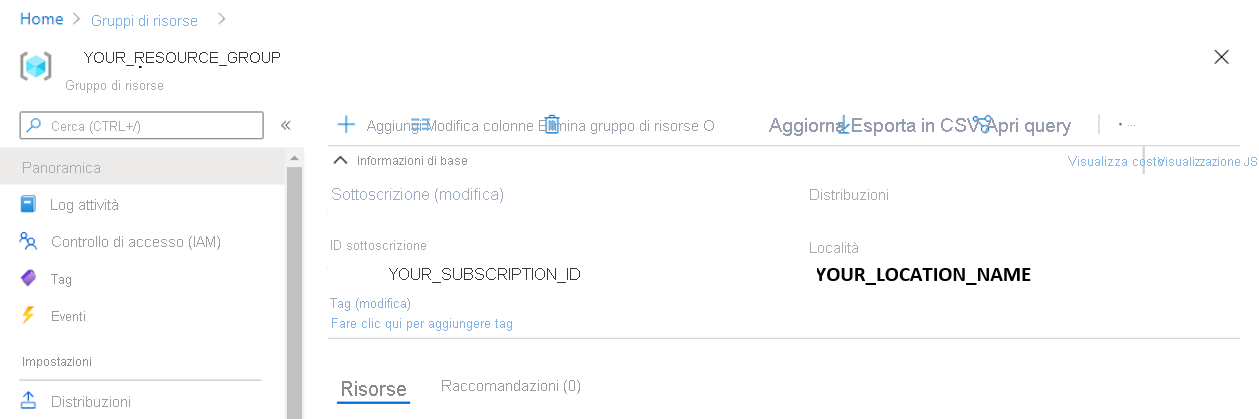 Home > Gruppi di risorse >
YOUR_RESOURCE_GROUP
Gruppo di risorse
Cerca (CTRL+/)
«
Aggiungi Modifica colonne Elimina gruppo di risorse O
Aggiorna Esporta in CSV Apri query
...
Panoramica
Log attività
Controllo di accesso (IAM)
Tag
Eventi
Impostazioni
Distribuzioni
Informazioni di base
Visualizza costo
Visualizzazione JS
Sottoscrizione (modifica)
Distribuzioni
ID sottoscrizione
Località
YOUR_SUBSCRIPTION_ID
YOUR_LOCATION_NAME
Tag (modifica)
Fare clic qui per aggiungere tag
Risorse
Raccomandazioni (0)